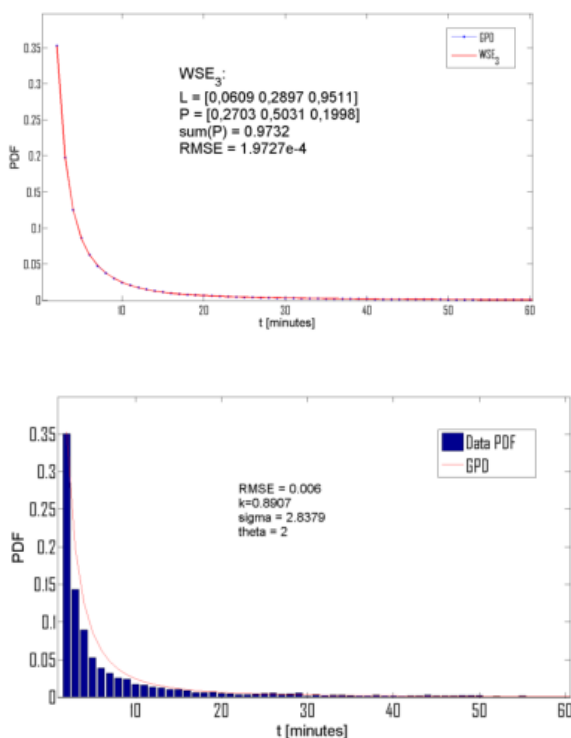 0.35
0.3
0.25
0.2
0.15
0.1
0.05
0
PDF
WSE3:
L = [0,0609 0,2897 0,9511]
P = [0,2703 0,5031 0,1998]
sum(P) = 0.9732
RMSE = 1.9727e-4
GPD
WSE3
10 20 30 40 50 60
t [minutes]
0.35
0.3
0.25
0.2
0.15
0.1
0.05
0
PDF
Data PDF
GPD
RMSE = 0.006
k=0.8907
sigma = 2.8379
theta = 2
10 20 30 40 50 60
t [minutes]